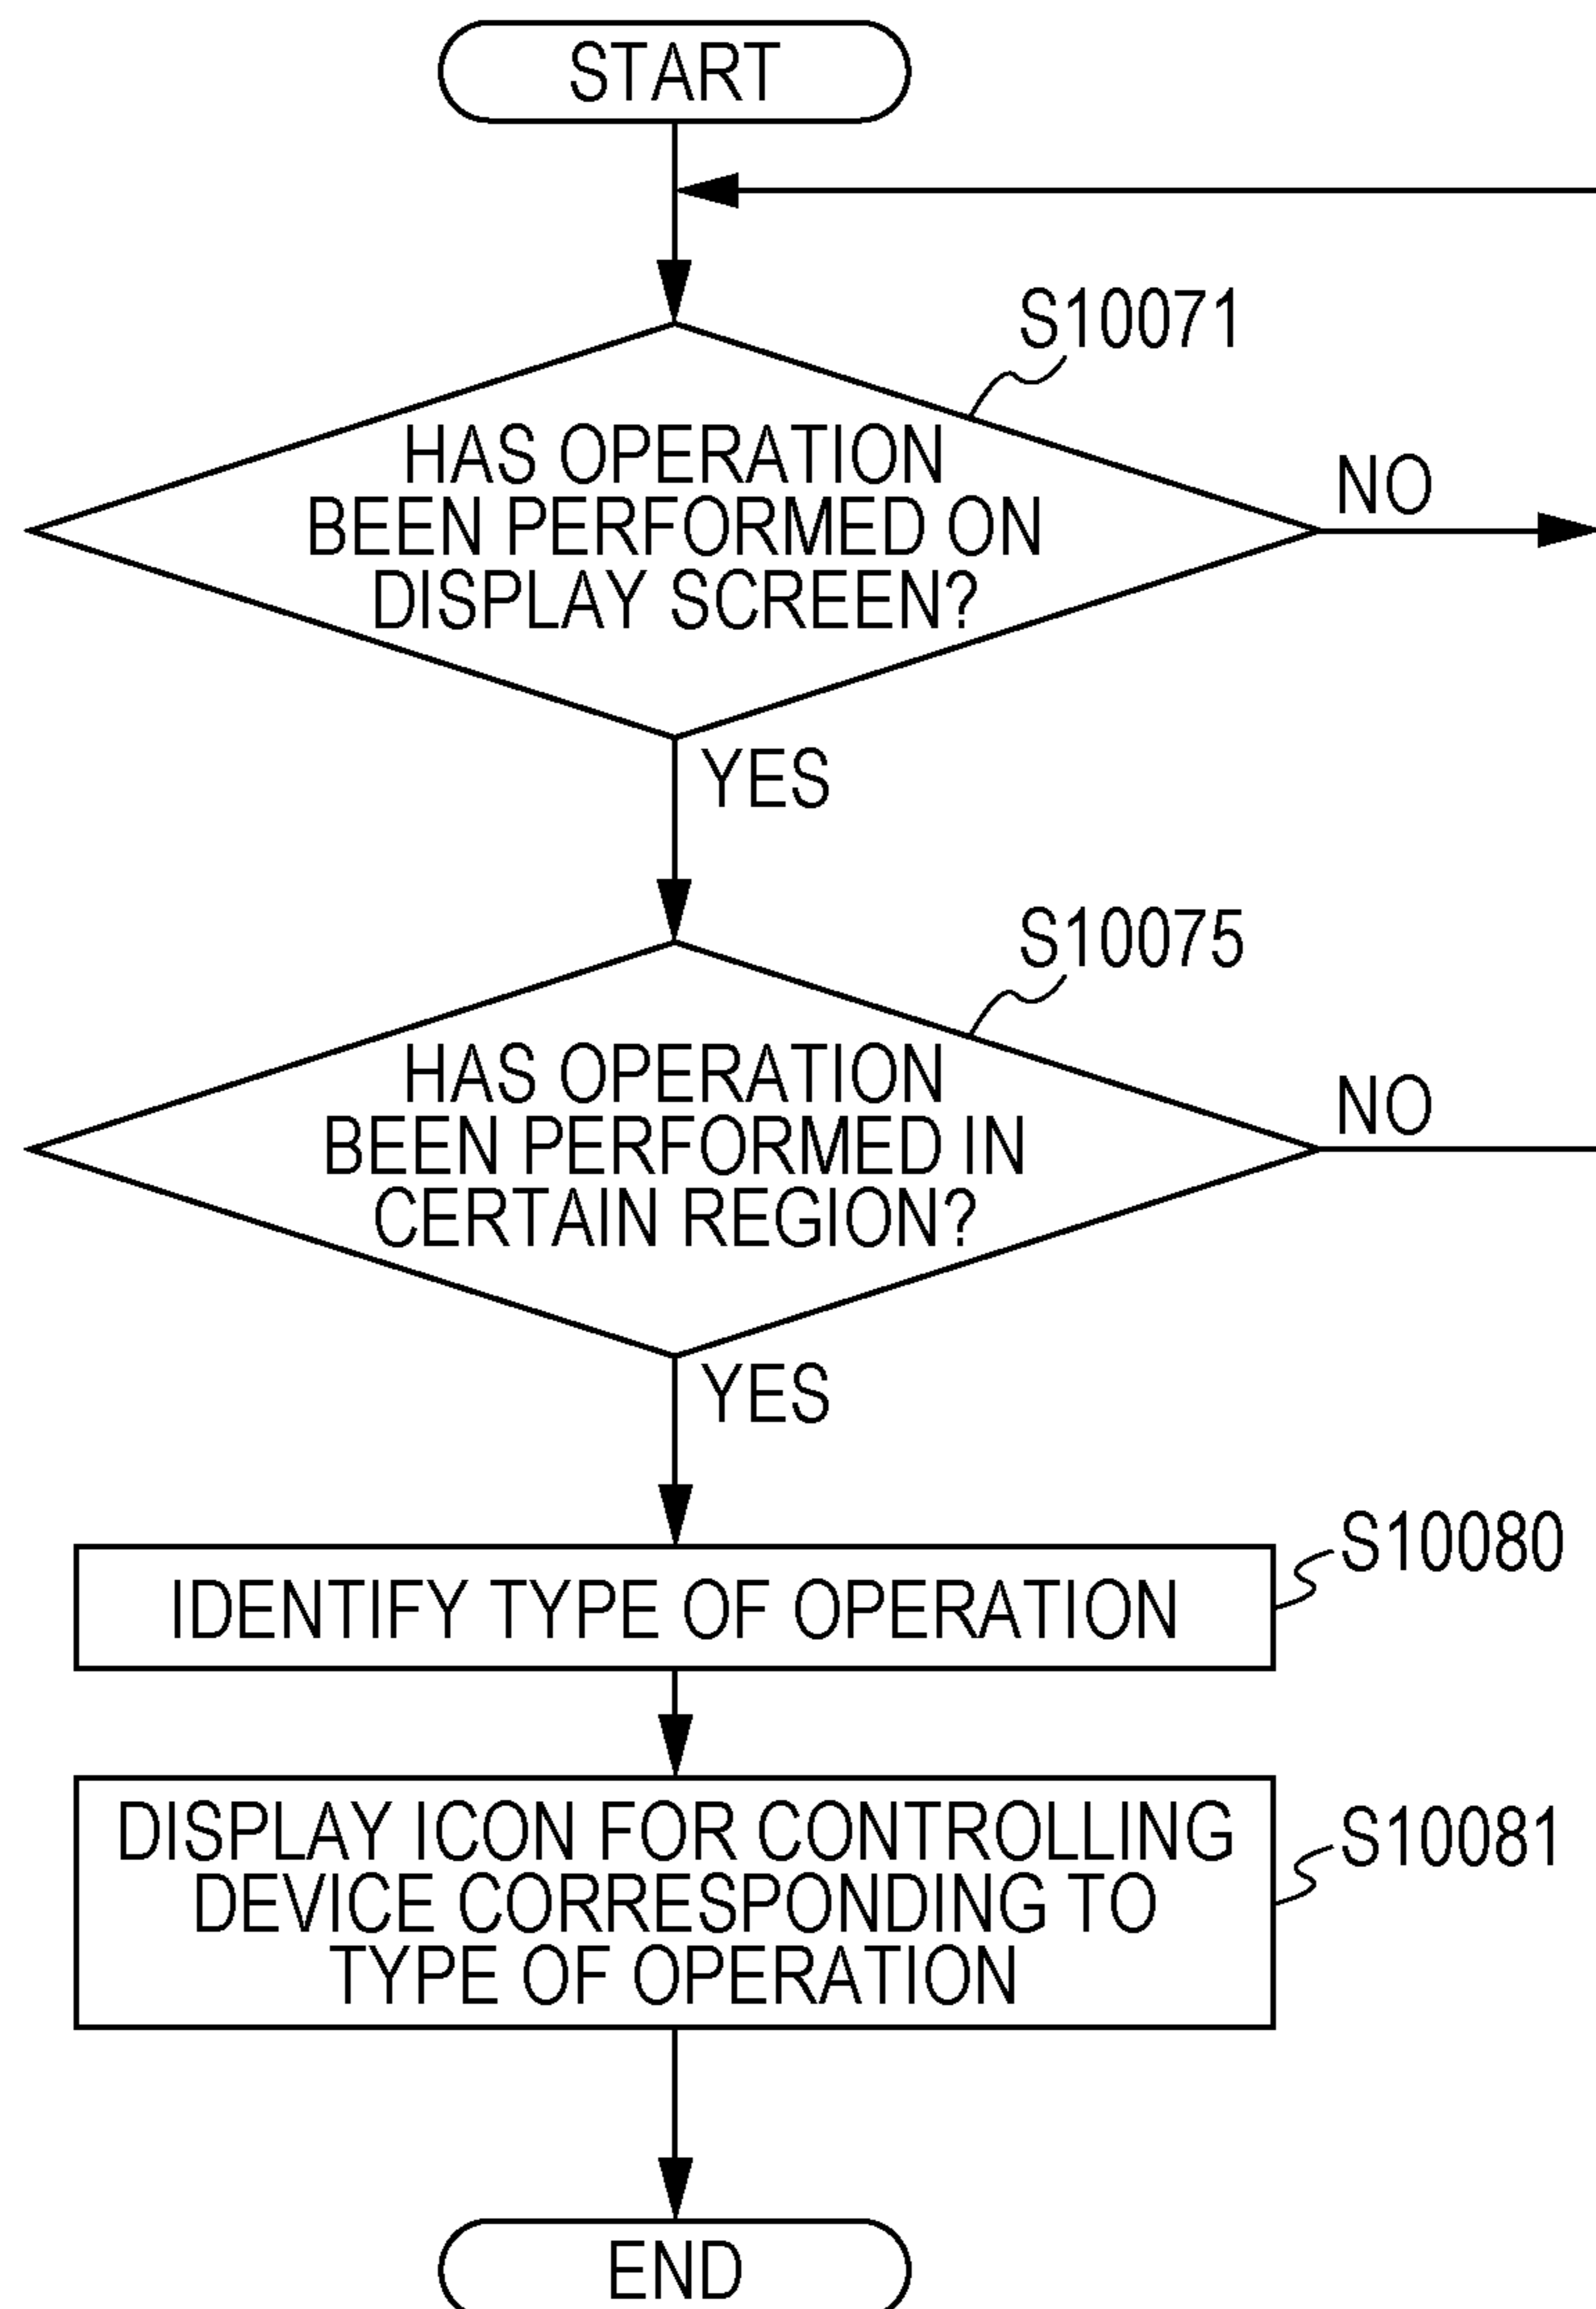 START
S10071
HAS OPERATION
BEEN PERFORMED ON
DISPLAY SCREEN?
NO
YES
S10075
HAS OPERATION
BEEN PERFORMED IN
CERTAIN REGION?
NO
YES
S10080
IDENTIFY TYPE OF OPERATION
DISPLAY ICON FOR CONTROLLING
DEVICE CORRESPONDING TO
TYPE OF OPERATION
S10081
END